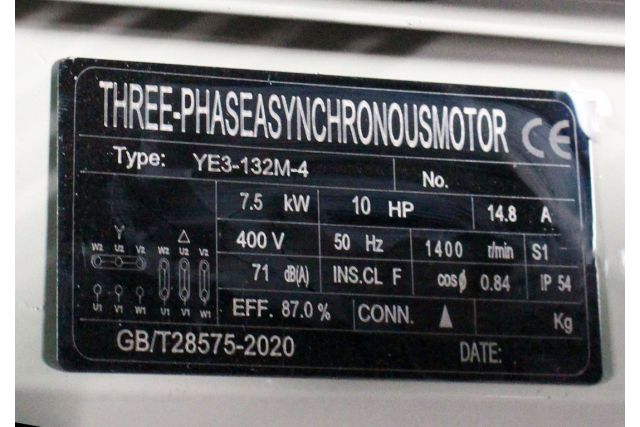 THREE-PHASEASYNCHRONOUSMOTOR CE
Type: YE3-132M-4 No.
7.5 kW 10 HP 14.8 A
400 V 50 Hz 1400 r/min S1
71 dB(A) INS.CL F cosϕ 0.84 IP 54
EFF. 87.0 % CONN. ▲ Kg
Y △
W2 U2 V2 W2 U2 V2
U1 V1 W1 U1 V1 W1
GB/T28575-2020 DATE: